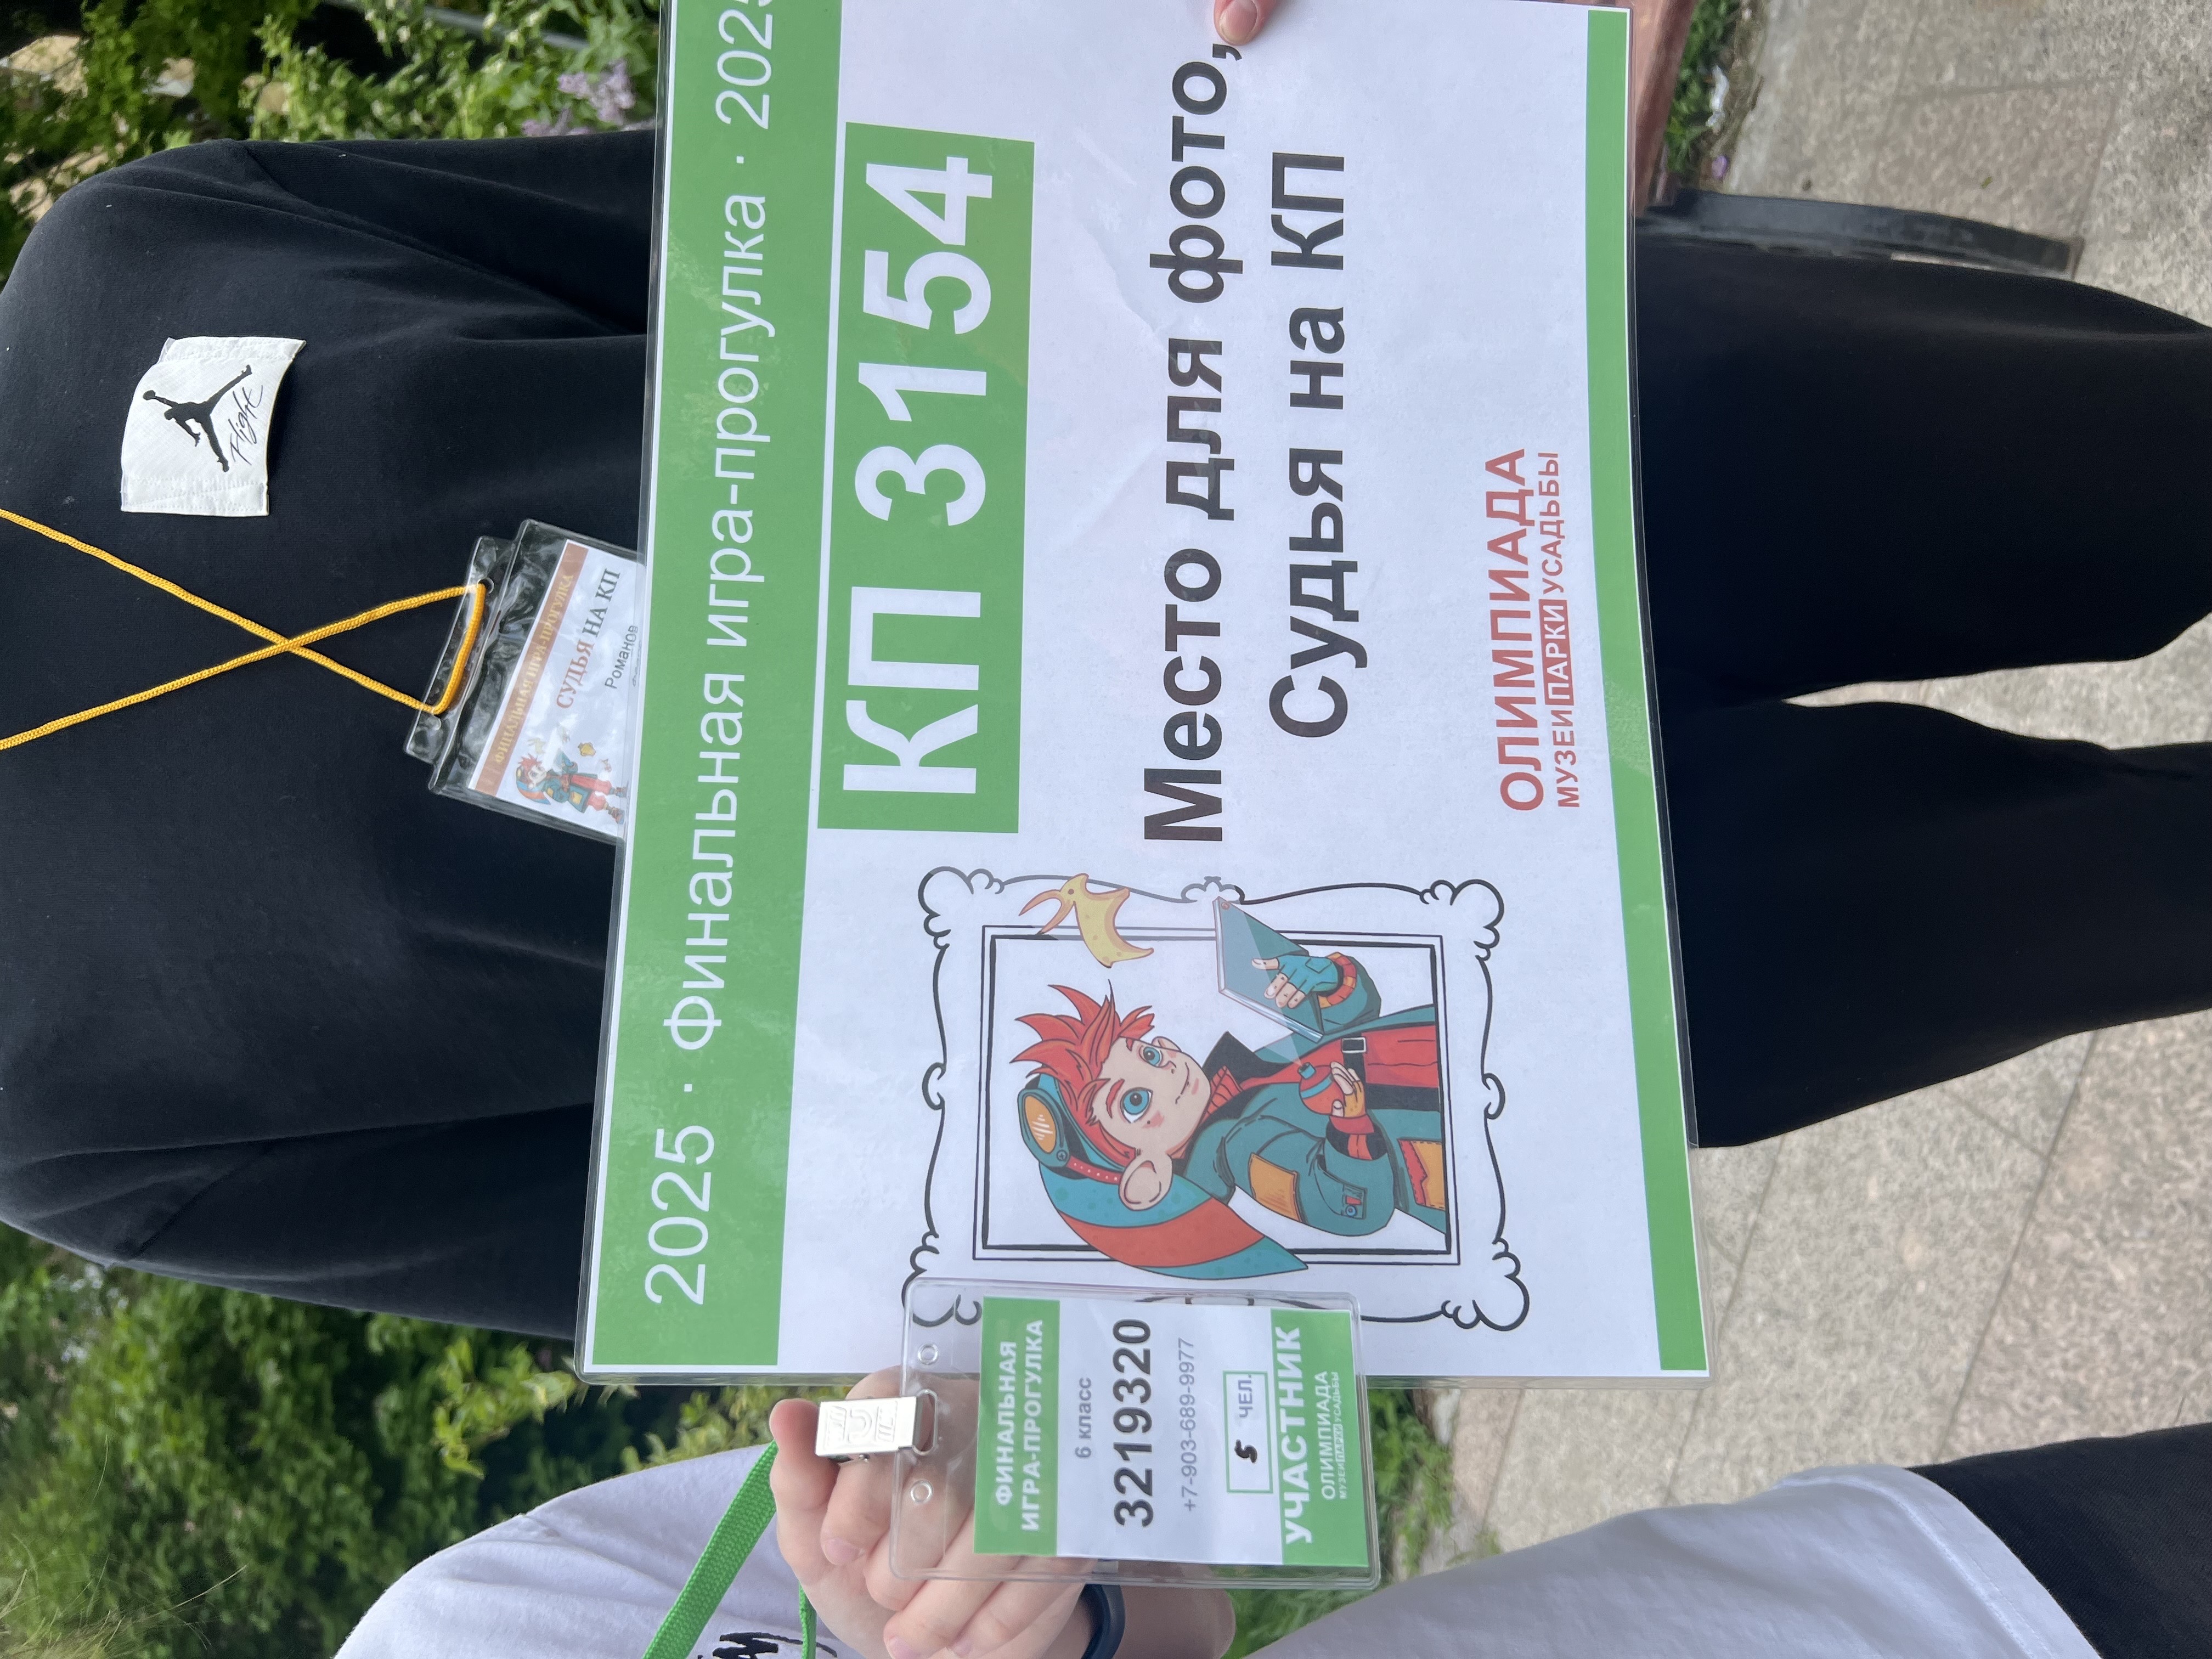 Flight
ФИНАЛЬНАЯ ИГРА-ПРОГУЛКА
СУДЬЯ НА КП
Романов
2025 · Финальная игра-прогулка · 2025
КП 3154
Место для фото,
Судья на КП
ОЛИМПИАДА
МУЗЕИ ПАРКИ УСАДЬБЫ
ФИНАЛЬНАЯ
ИГРА-ПРОГУЛКА
6 класс
3219320
+7-903-689-9977
5 ЧЕЛ.
УЧАСТНИК
ОЛИМПИАДА
МУЗЕИ ПАРКИ УСАДЬБЫ